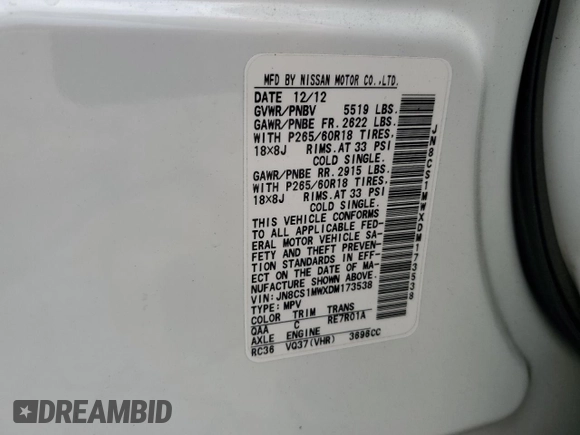 MFD BY NISSAN MOTOR CO.,LTD.
DATE 12/12
GVWR/PNBV 5519 LBS.
GAWR/PNBE FR. 2622 LBS.
WITH P265/60R18 TIRES.
18X8J RIMS.AT 33 PSI
COLD SINGLE.
GAWR/PNBE RR. 2915 LBS.
WITH P265/60R18 TIRES.
18X8J RIMS.AT 33 PSI
COLD SINGLE.
THIS VEHICLE CONFORMS
TO ALL APPLICABLE FED-
ERAL MOTOR VEHICLE SA-
FETY AND THEFT PREVEN-
TION STANDARDS IN EFF-
ECT ON THE DATE OF MA-
NUFACTURE SHOWN ABOVE.
VIN: JN8CS1MWXDM173538
TYPE: MPV
COLOR TRIM TRANS
QAA C RE7R01A
AXLE ENGINE
RC36 VQ37(VHR) 3696CC
JN8CS1MWXDM173538
DREAMBID